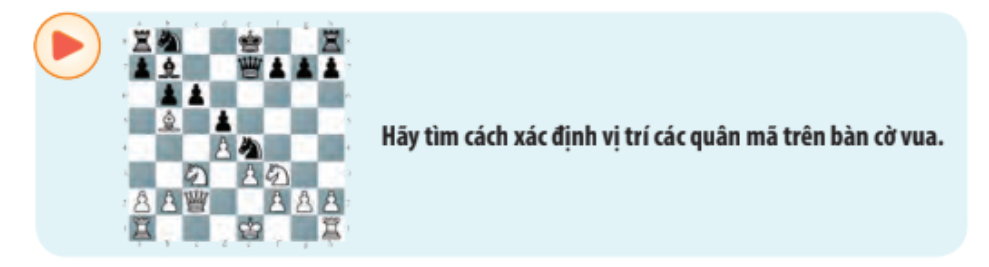 a b c d e f g h
Hãy tìm cách xác định vị trí các quân mã trên bàn cờ vua.
a b c d e f g h